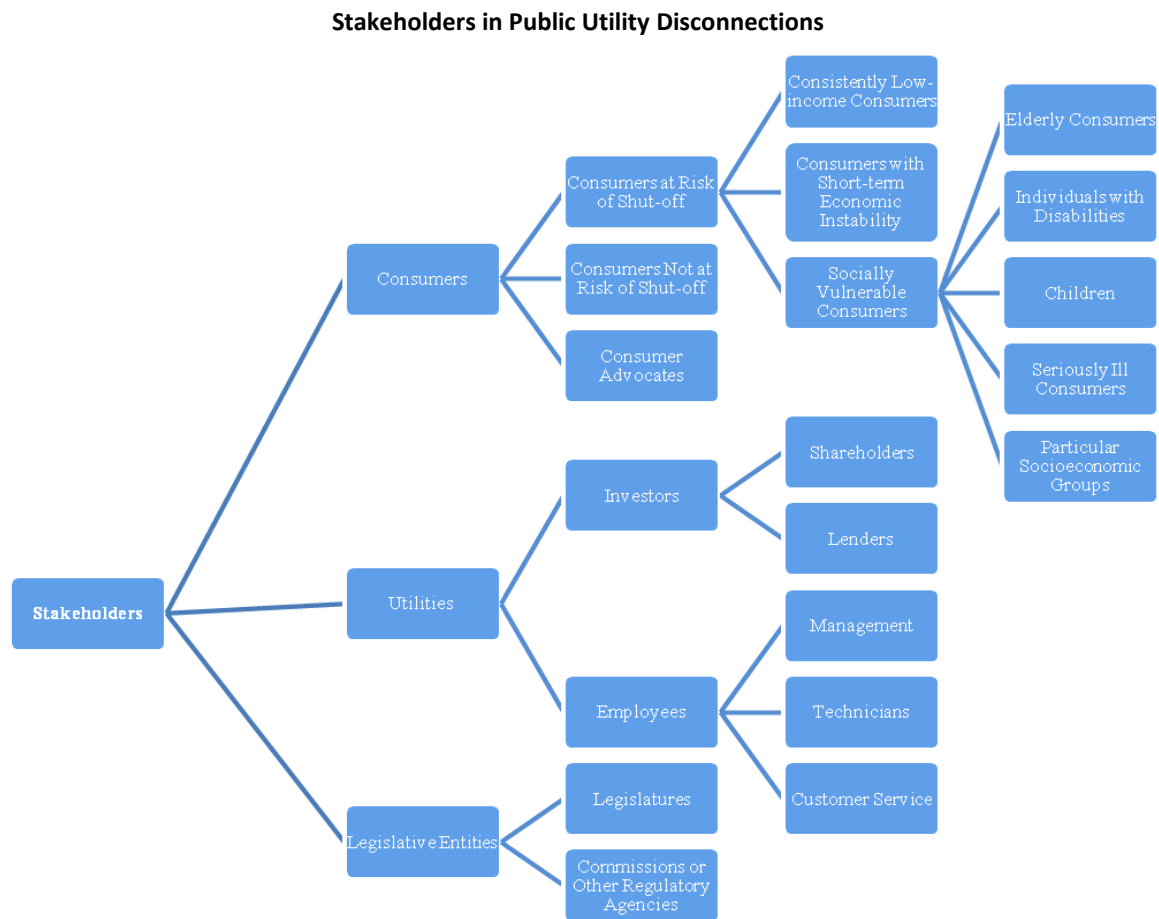 Stakeholders in Public Utility Disconnections
Stakeholders
Consumers
Consumers at Risk
of Shut-off
Consistently Low-
income Consumers
Consumers with
Short-term
Economic
Instability
Socially
Vulnerable
Consumers
Elderly Consumers
Individuals with
Disabilities
Children
Seriously Ill
Consumers
Particular
Socioeconomic
Groups
Consumers Not at
Risk of Shut-off
Consumer
Advocates
Utilities
Investors
Shareholders
Lenders
Employees
Management
Technicians
Customer Service
Legislative Entities
Legislatures
Commissions or
Other Regulatory
Agencies